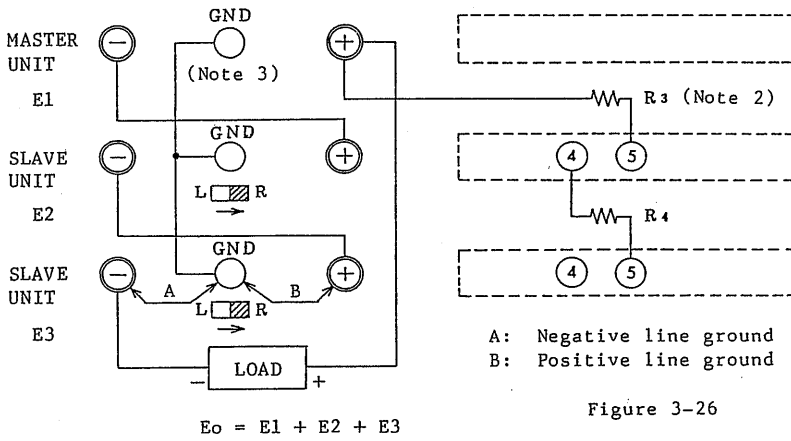 MASTER UNIT
E1
−
GND
(Note 3)
+
R3 (Note 2)
SLAVE UNIT
E2
−
GND
+
L R
4 5
R4
SLAVE UNIT
E3
−
GND
+
A B
L R
4 5
− LOAD +
A: Negative line ground
B: Positive line ground
Eo = E1 + E2 + E3
Figure 3-26